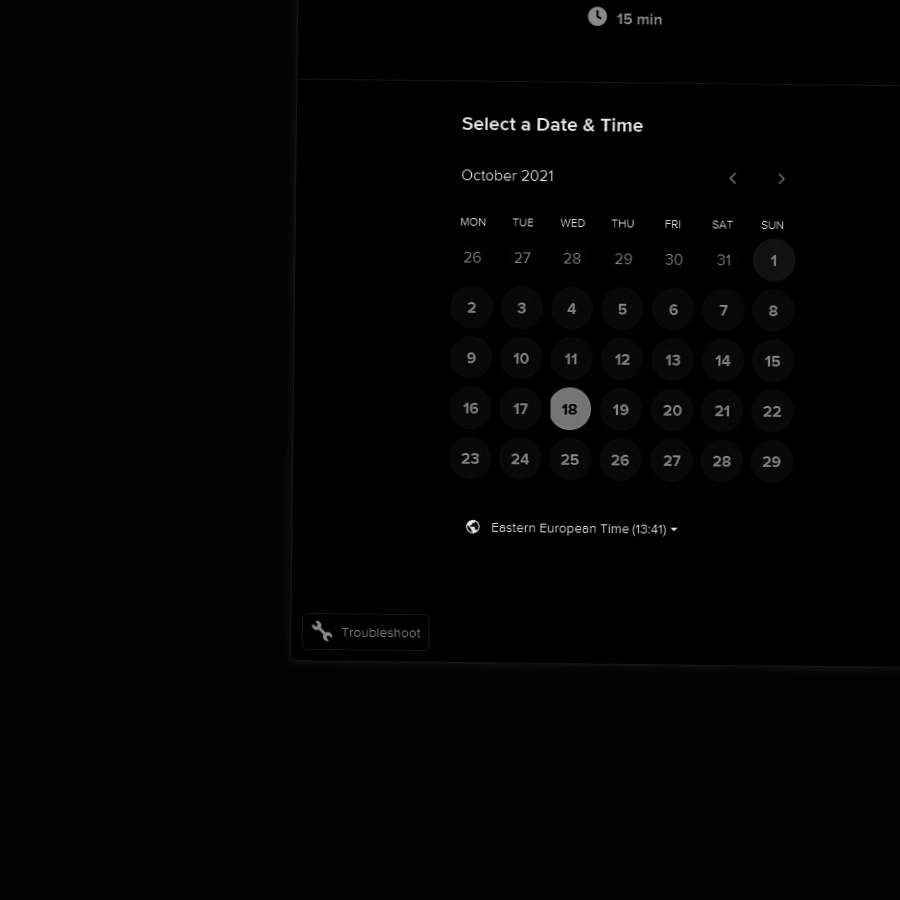 15 min
Select a Date & Time
October 2021
MON TUE WED THU FRI SAT SUN
26 27 28 29 30 31 1
2 3 4 5 6 7 8
9 10 11 12 13 14 15
16 17 18 19 20 21 22
23 24 25 26 27 28 29
Eastern European Time (13:41)
Troubleshoot